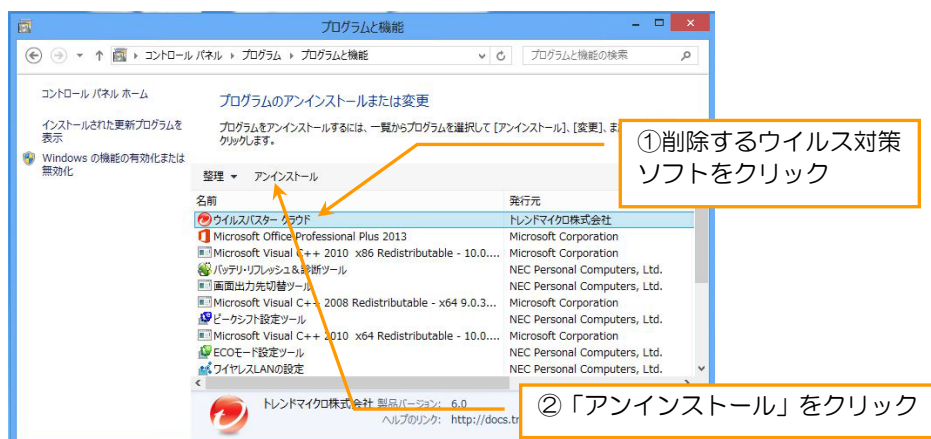 プログラムと機能
コントロール パネル ▸ プログラム ▸ プログラムと機能
プログラムと機能の検索
コントロール パネル ホーム
インストールされた更新プログラムを
表示
Windows の機能の有効化または
無効化
プログラムのアンインストールまたは変更
プログラムをアンインストールするには、一覧からプログラムを選択して [アンインストール]、[変更]、ま
クリックします。
①削除するウイルス対策
ソフトをクリック
整理 ▼ アンインストール
名前 発行元
ウイルスバスター クラウド トレンドマイクロ株式会社
Microsoft Office Professional Plus 2013 Microsoft Corporation
Microsoft Visual C++ 2010 x86 Redistributable - 10.0.... Microsoft Corporation
バッテリ・リフレッシュ＆診断ツール NEC Personal Computers, Ltd.
画面出力先切替ツール NEC Personal Computers, Ltd.
Microsoft Visual C++ 2008 Redistributable - x64 9.0.3... Microsoft Corporation
ピークシフト設定ツール NEC Personal Computers, Ltd.
Microsoft Visual C++ 2010 x64 Redistributable - 10.0.... Microsoft Corporation
ECOモード設定ツール NEC Personal Computers, Ltd.
ワイヤレスLANの設定 NEC Personal Computers, Ltd.
トレンドマイクロ株式会社 製品バージョン: 6.0
ヘルプのリンク: http://docs.tr
②「アンインストール」をクリック